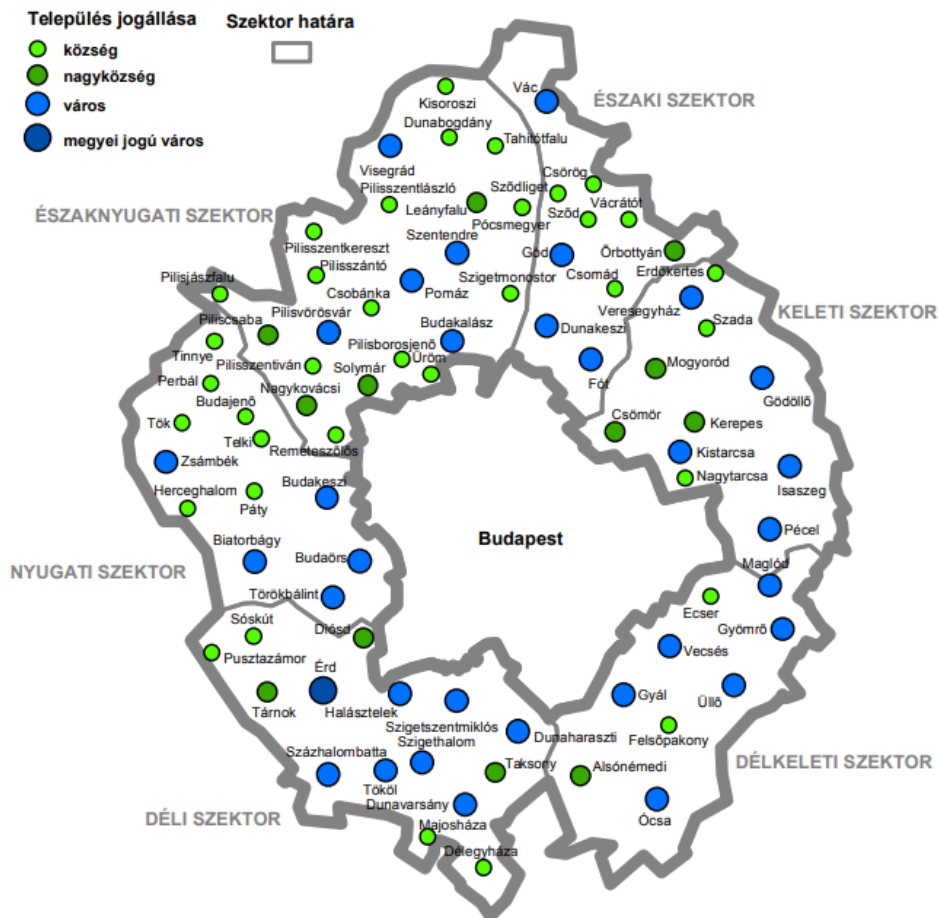 Település jogállása
Szektor határa
község
nagyközség
város
megyei jogú város
Vác
ÉSZAKI SZEKTOR
Kisoroszi
Dunabogdány
Tahitótfalu
Visegrád
Csörög
Pilisszentlászló
Sződliget
Vácrátót
ÉSZAKNYUGATI SZEKTOR
Leányfalu
Sződ
Pócsmegyer
Szentendre
Pilisszentkereszt
Göd
Őrbottyán
Pilisszántó
Szigetmonostor
Csomád
Erdőkertes
Pilisjászfalu
Csobánka
Pomáz
Veresegyház
KELETI SZEKTOR
Piliscsaba
Pilisvörösvár
Budakalász
Dunakeszi
Szada
Pilisborosjenő
Tinnye
Pilisszentiván
Solymár
Üröm
Mogyoród
Perbál
Nagykovácsi
Fót
Gödöllő
Budajenő
Tök
Csömör
Kerepes
Telki
Remeteszőlős
Zsámbék
Kistarcsa
Herceghalom
Budakeszi
Nagytarcsa
Isaszeg
Páty
Biatorbágy
Budapest
Pécel
Budaörs
Maglód
NYUGATI SZEKTOR
Törökbálint
Ecser
Sóskút
Diósd
Gyömrő
Pusztazámor
Vecsés
Érd
Tárnok
Halásztelek
Gyál
Üllő
Szigetszentmiklós
Dunaharaszti
Felsőpakony
Százhalombatta
Szigethalom
Taksony
Alsónémedi
DÉLKELETI SZEKTOR
Tököl
Dunavarsány
DÉLI SZEKTOR
Majosháza
Ócsa
Délegyháza